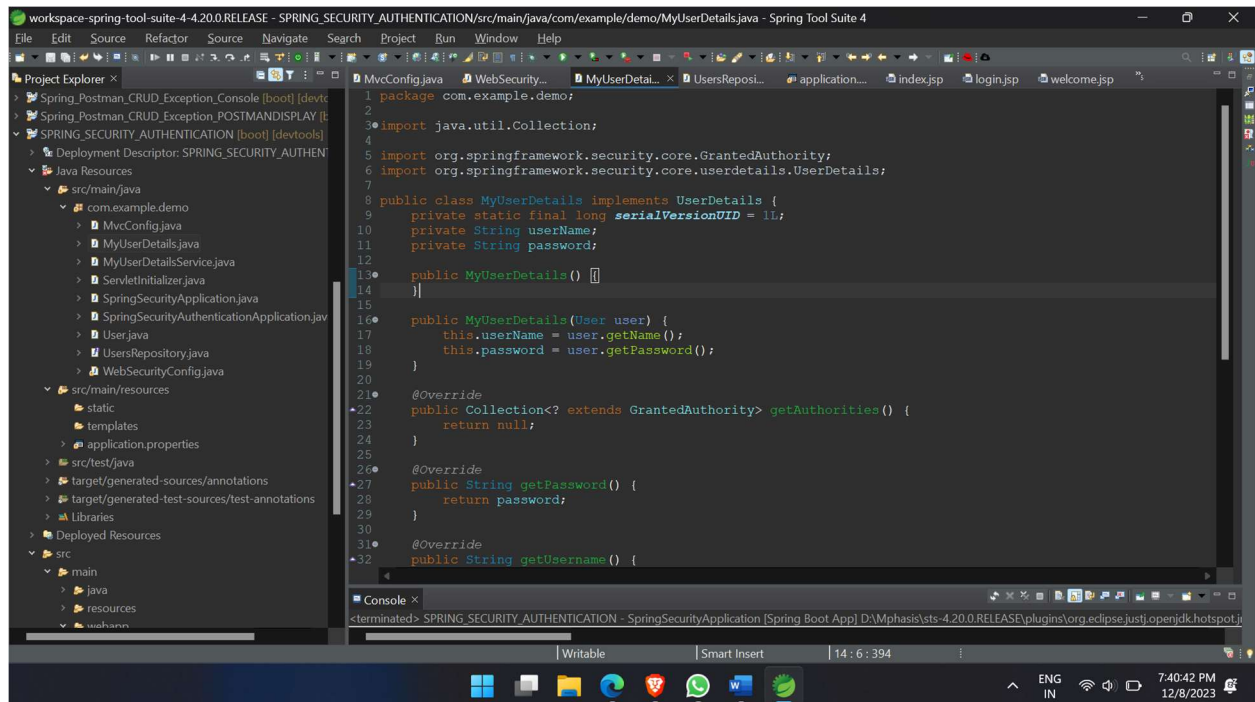 workspace-spring-tool-suite-4-4.20.0.RELEASE - SPRING_SECURITY_AUTHENTICATION/src/main/java/com/example/demo/MyUserDetails.java - Spring Tool Suite 4
File Edit Source Refactor Source Navigate Search Project Run Window Help
Project Explorer
Spring_Postman_CRUD_Exception_Console [boot] [devtc
Spring_Postman_CRUD_Exception_POSTMANDISPLAY [b
SPRING_SECURITY_AUTHENTICATION [boot] [devtools]
Deployment Descriptor: SPRING_SECURITY_AUTHEN
Java Resources
src/main/java
com.example.demo
MvcConfig.java
MyUserDetails.java
MyUserDetailsService.java
ServletInitializer.java
SpringSecurityApplication.java
SpringSecurityAuthenticationApplication.jav
User.java
UsersRepository.java
WebSecurityConfig.java
src/main/resources
static
templates
application.properties
src/test/java
target/generated-sources/annotations
target/generated-test-sources/test-annotations
Libraries
Deployed Resources
src
main
java
resources
webapp
MvcConfig.java WebSecurity... MyUserDetai... UsersReposi... application.... index.jsp login.jsp welcome.jsp
1 package com.example.demo;
2
3 import java.util.Collection;
4
5 import org.springframework.security.core.GrantedAuthority;
6 import org.springframework.security.core.userdetails.UserDetails;
7
8 public class MyUserDetails implements UserDetails {
9 private static final long serialVersionUID = 1L;
10 private String userName;
11 private String password;
12
13 public MyUserDetails() {
14 }
15
16 public MyUserDetails(User user) {
17 this.userName = user.getName();
18 this.password = user.getPassword();
19 }
20
21 @Override
22 public Collection<? extends GrantedAuthority> getAuthorities() {
23 return null;
24 }
25
26 @Override
27 public String getPassword() {
28 return password;
29 }
30
31 @Override
32 public String getUsername() {
Console
<terminated> SPRING_SECURITY_AUTHENTICATION - SpringSecurityApplication [Spring Boot App] D:\Mphasis\sts-4.20.0.RELEASE\plugins\org.eclipse.justj.openjdk.hotspot.jr
Writable Smart Insert 14 : 6 : 394
ENG
IN
7:40:42 PM
12/8/2023